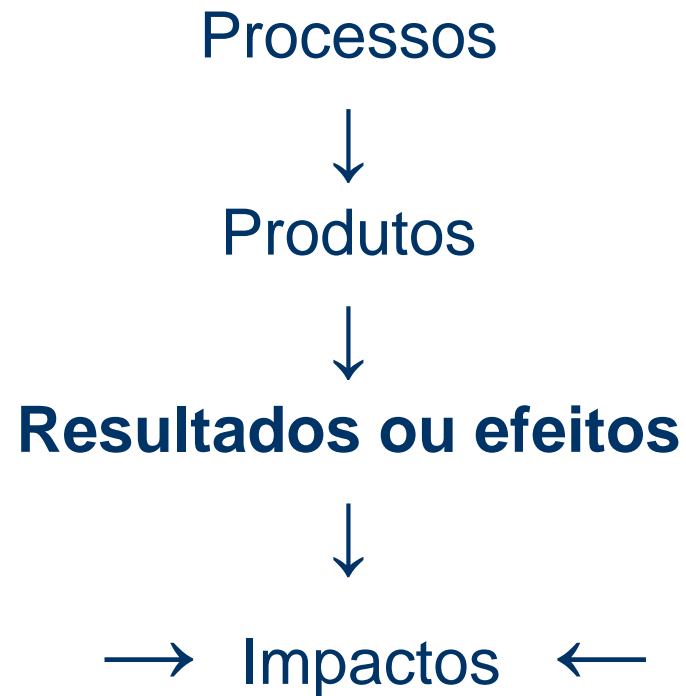 Processos
↓
Produtos
↓
Resultados ou efeitos
↓
→ Impactos ←